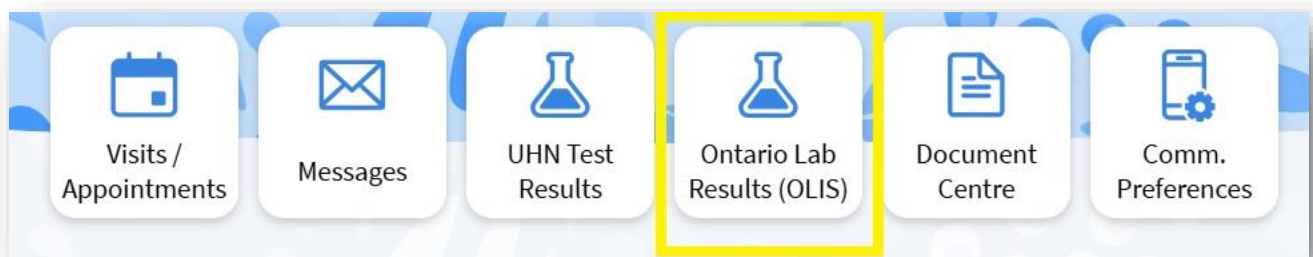 Visits /
Appointments
Messages
UHN Test
Results
Ontario Lab
Results (OLIS)
Document
Centre
Comm.
Preferences